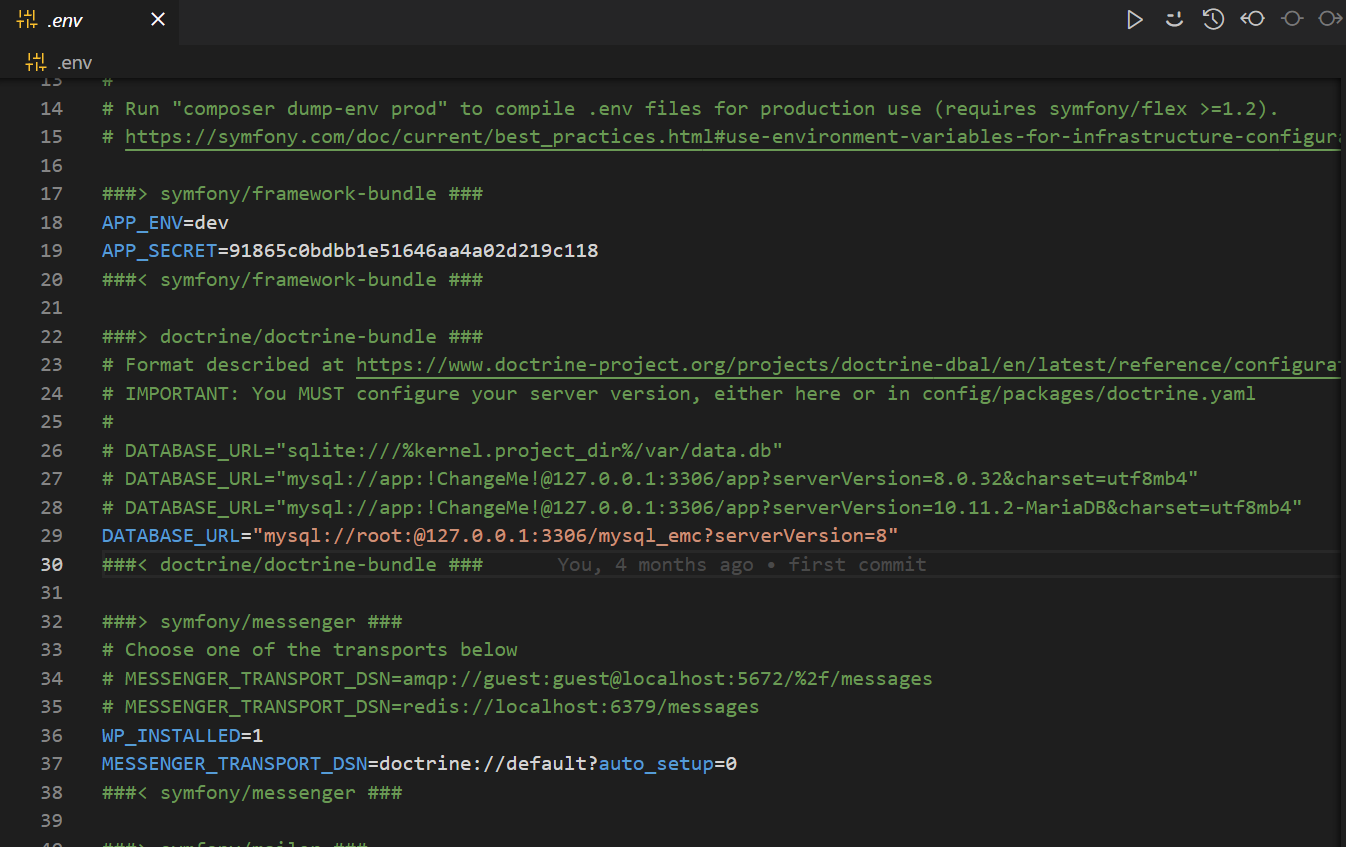 .env
.env
13 #
14 # Run "composer dump-env prod" to compile .env files for production use (requires symfony/flex >=1.2).
15 # https://symfony.com/doc/current/best_practices.html#use-environment-variables-for-infrastructure-configura
16
17 ###> symfony/framework-bundle ###
18 APP_ENV=dev
19 APP_SECRET=91865c0bdbb1e51646aa4a02d219c118
20 ###< symfony/framework-bundle ###
21
22 ###> doctrine/doctrine-bundle ###
23 # Format described at https://www.doctrine-project.org/projects/doctrine-dbal/en/latest/reference/configurat
24 # IMPORTANT: You MUST configure your server version, either here or in config/packages/doctrine.yaml
25 #
26 # DATABASE_URL="sqlite:///%kernel.project_dir%/var/data.db"
27 # DATABASE_URL="mysql://app:!ChangeMe!@127.0.0.1:3306/app?serverVersion=8.0.32&charset=utf8mb4"
28 # DATABASE_URL="mysql://app:!ChangeMe!@127.0.0.1:3306/app?serverVersion=10.11.2-MariaDB&charset=utf8mb4"
29 DATABASE_URL="mysql://root:@127.0.0.1:3306/mysql_emc?serverVersion=8"
30 ###< doctrine/doctrine-bundle ### You, 4 months ago • first commit
31
32 ###> symfony/messenger ###
33 # Choose one of the transports below
34 # MESSENGER_TRANSPORT_DSN=amqp://guest:guest@localhost:5672/%2f/messages
35 # MESSENGER_TRANSPORT_DSN=redis://localhost:6379/messages
36 WP_INSTALLED=1
37 MESSENGER_TRANSPORT_DSN=doctrine://default?auto_setup=0
38 ###< symfony/messenger ###
39
40 ###> symfony/mailer ###